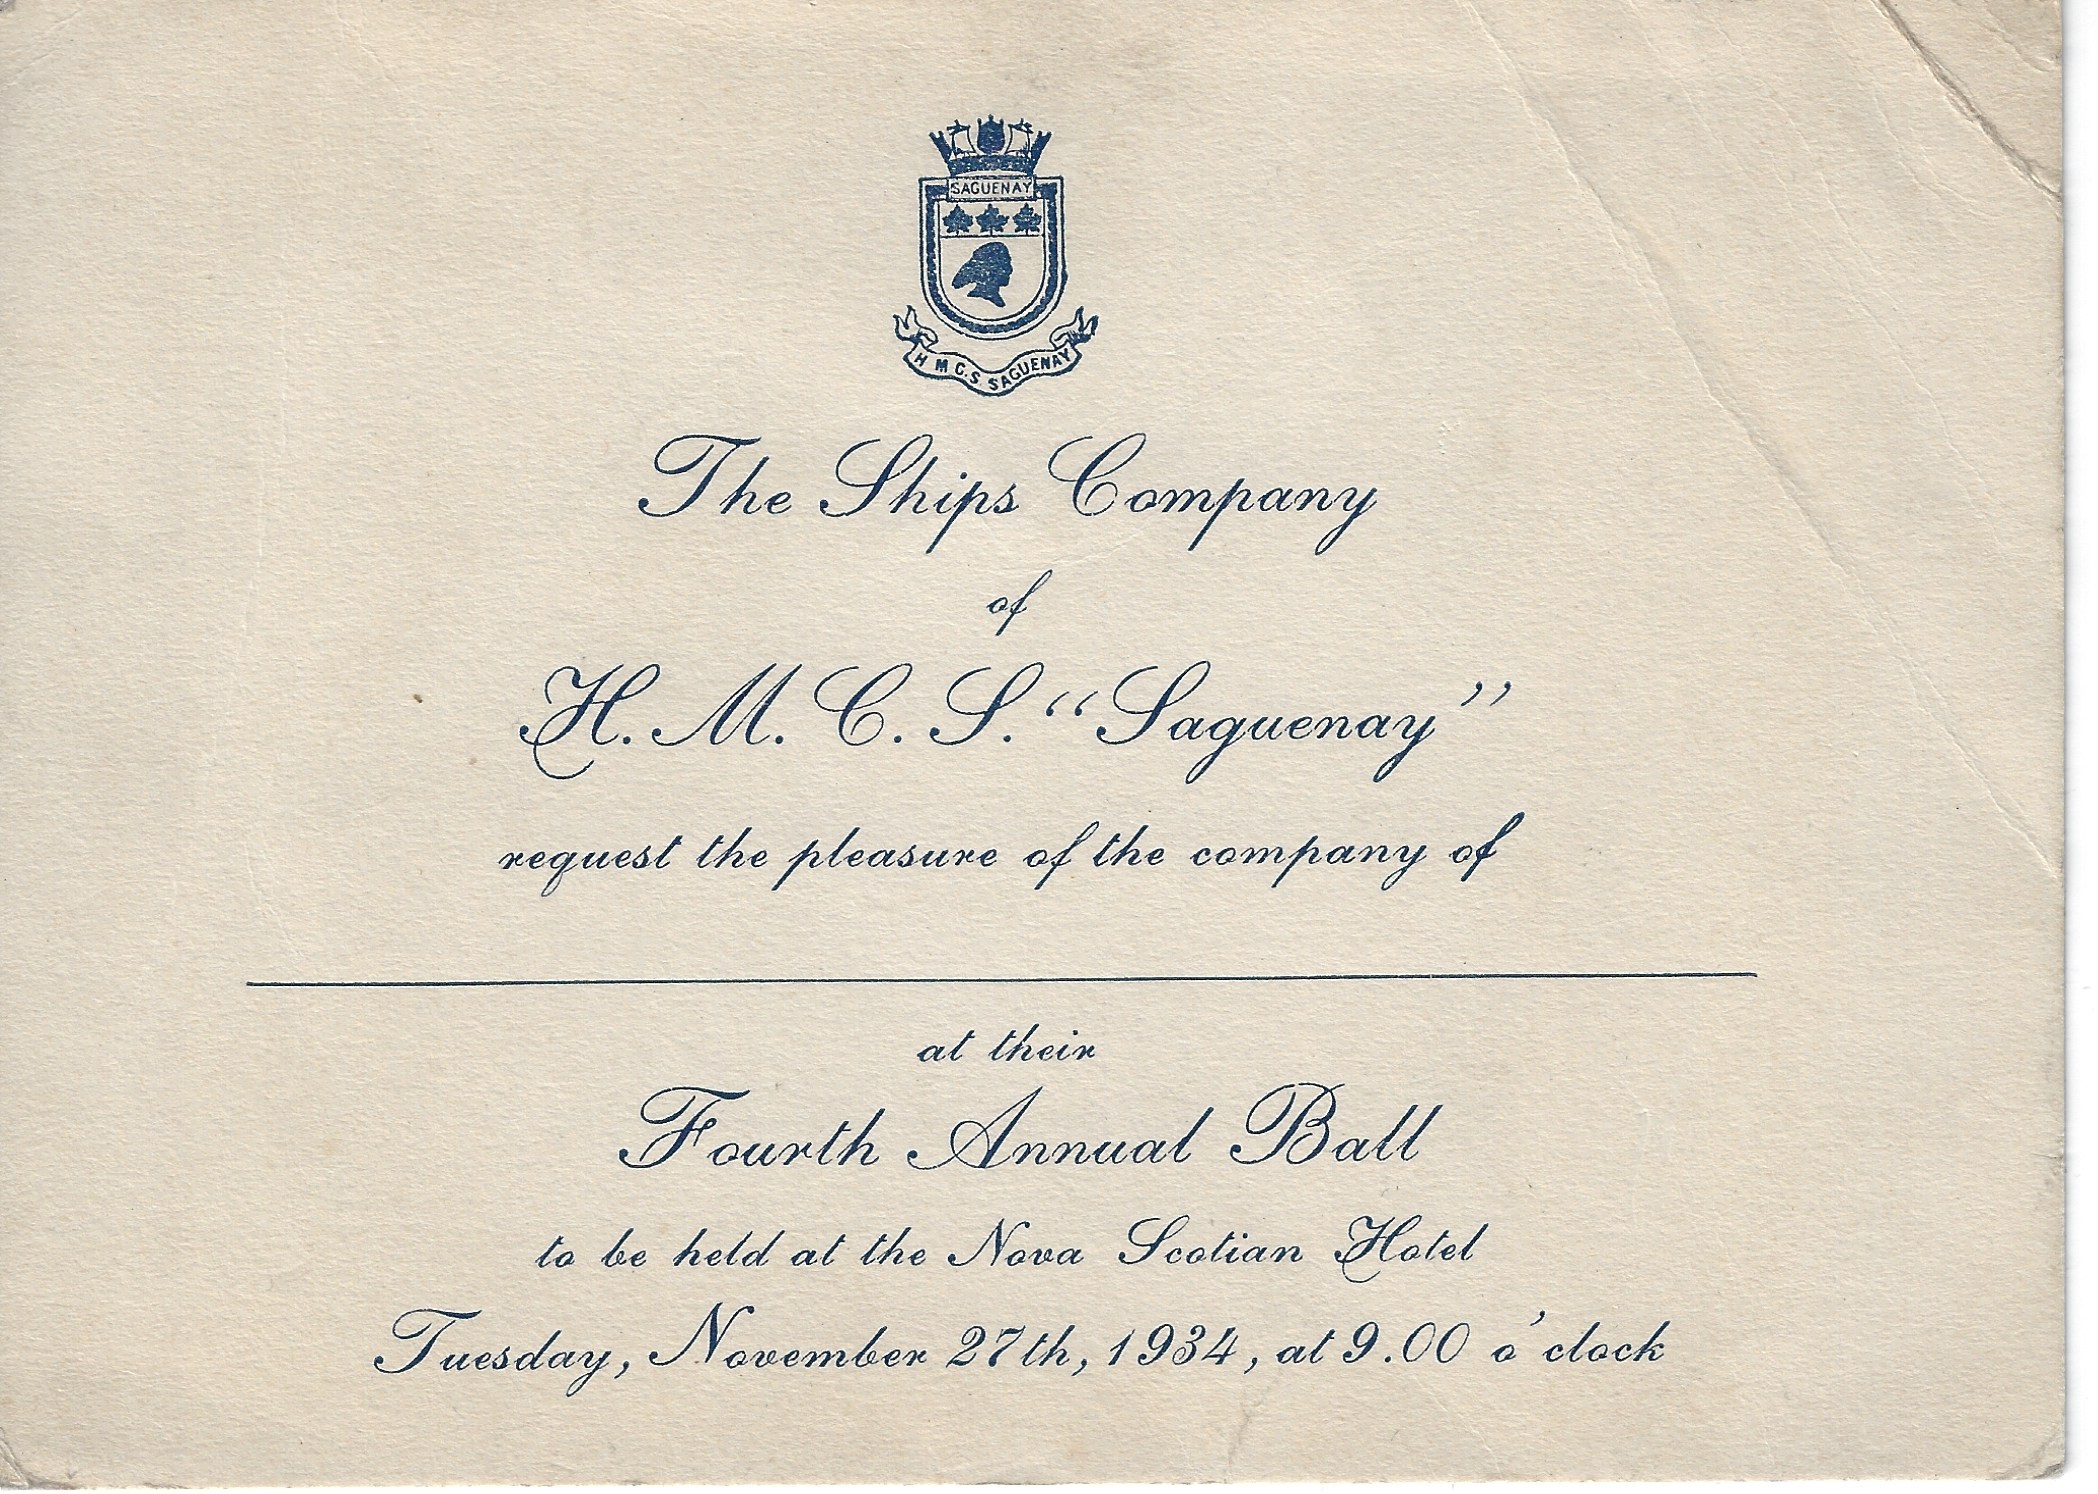 SAGUENAY
H.M.C.S. SAGUENAY
The Ships Company
of
H. M. C. S. “Saguenay”
request the pleasure of the company of
at their
Fourth Annual Ball
to be held at the Nova Scotian Hotel
Tuesday, November 27th, 1934, at 9.00 o'clock